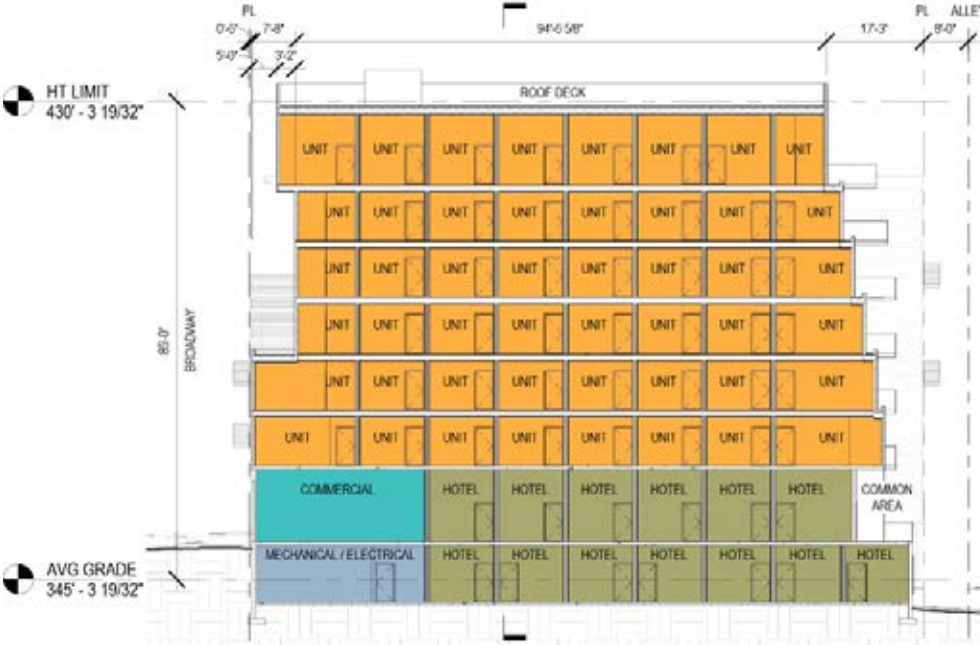 PL PL ALLEY
0'-6" 7'-8" 94'-6 5/8" 17'-3" 8'-0"
5'-0" 3'-2"
HT LIMIT
430' - 3 19/32"
ROOF DECK
UNIT UNIT UNIT UNIT UNIT UNIT UNIT UNIT
UNIT UNIT UNIT UNIT UNIT UNIT UNIT UNIT
UNIT UNIT UNIT UNIT UNIT UNIT UNIT UNIT
UNIT UNIT UNIT UNIT UNIT UNIT UNIT UNIT
85'-0"
BROADWAY
UNIT UNIT UNIT UNIT UNIT UNIT UNIT UNIT
UNIT UNIT UNIT UNIT UNIT UNIT UNIT UNIT
COMMERCIAL HOTEL HOTEL HOTEL HOTEL HOTEL HOTEL COMMON
AREA
MECHANICAL / ELECTRICAL HOTEL HOTEL HOTEL HOTEL HOTEL HOTEL HOTEL
AVG GRADE
345' - 3 19/32"